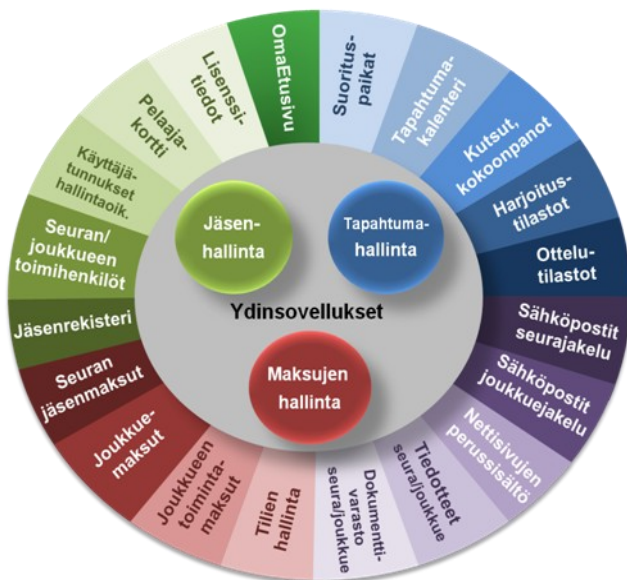 OmaEtusivu
Suoritus-
paikat
Tapahtuma-
kalenteri
Kutsut,
kokoonpanot
Harjoitus-
tilastot
Ottelu-
tilastot
Sähköpostit
seurajakelu
Sähköpostit
joukkuejakelu
Nettisivujen
perussisältö
Tiedotteet
seura/joukkue
Dokumentti-
varasto
seura/joukkue
Tilien
hallinta
Joukkueen
toiminta-
maksut
Joukkue-
maksut
Seuran
jäsenmaksut
Jäsenrekisteri
Seuran/
joukkueen
toimihenkilöt
Käyttäjä-
tunnukset
hallintaoik.
Pelaaja-
kortti
Lisenssi-
tiedot
Jäsen-
hallinta
Tapahtuma-
hallinta
Ydinsovellukset
Maksujen
hallinta